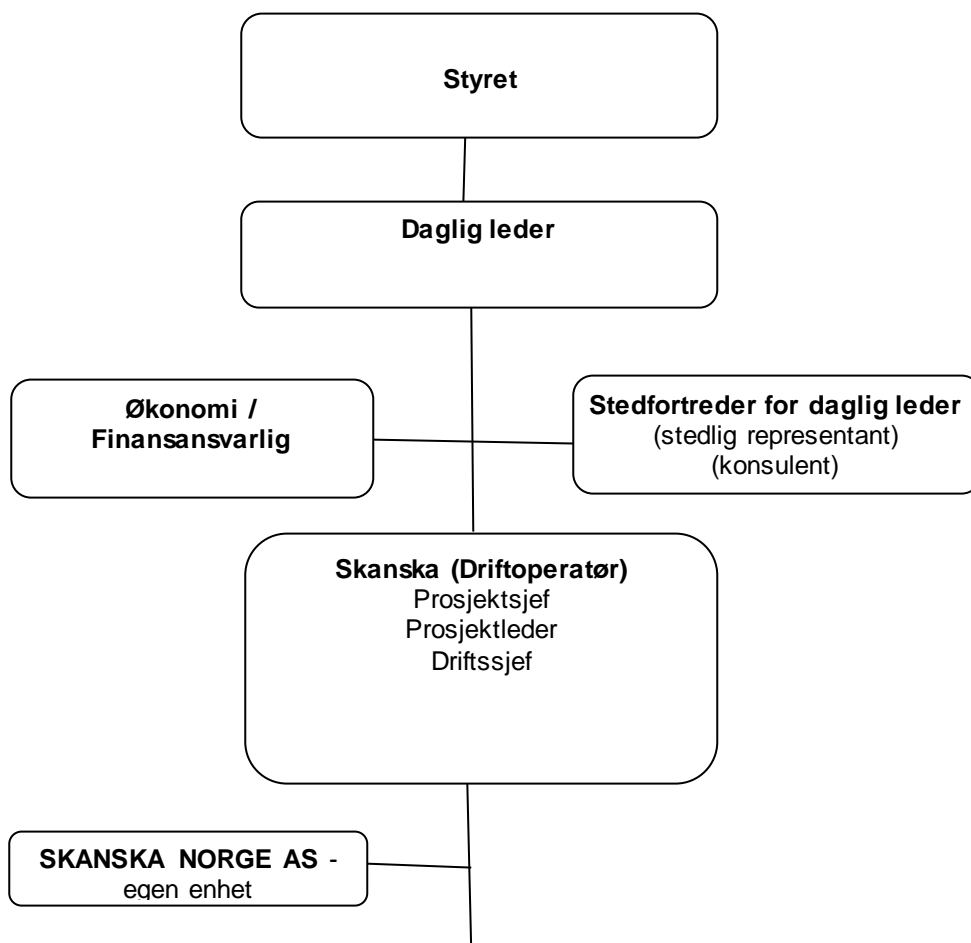 Styret
Daglig leder
Økonomi /
Finansansvarlig
Stedfortreder for daglig leder
(stedlig representant)
(konsulent)
Skanska (Driftoperatør)
Prosjektsjef
Prosjektleder
Driftssjef
SKANSKA NORGE AS -
egen enhet